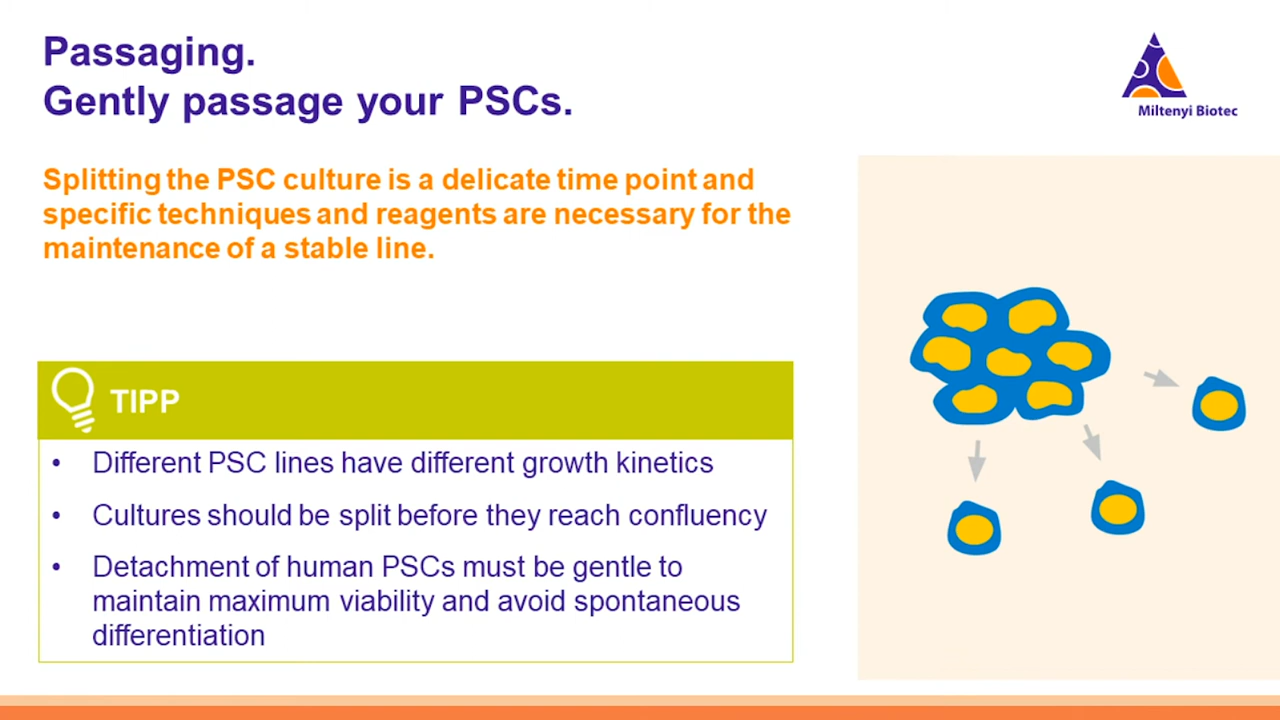 Passaging.
Gently passage your PSCs.
Miltenyi Biotec
Splitting the PSC culture is a delicate time point and
specific techniques and reagents are necessary for the
maintenance of a stable line.
TIPP
• Different PSC lines have different growth kinetics
• Cultures should be split before they reach confluency
• Detachment of human PSCs must be gentle to
maintain maximum viability and avoid spontaneous
differentiation